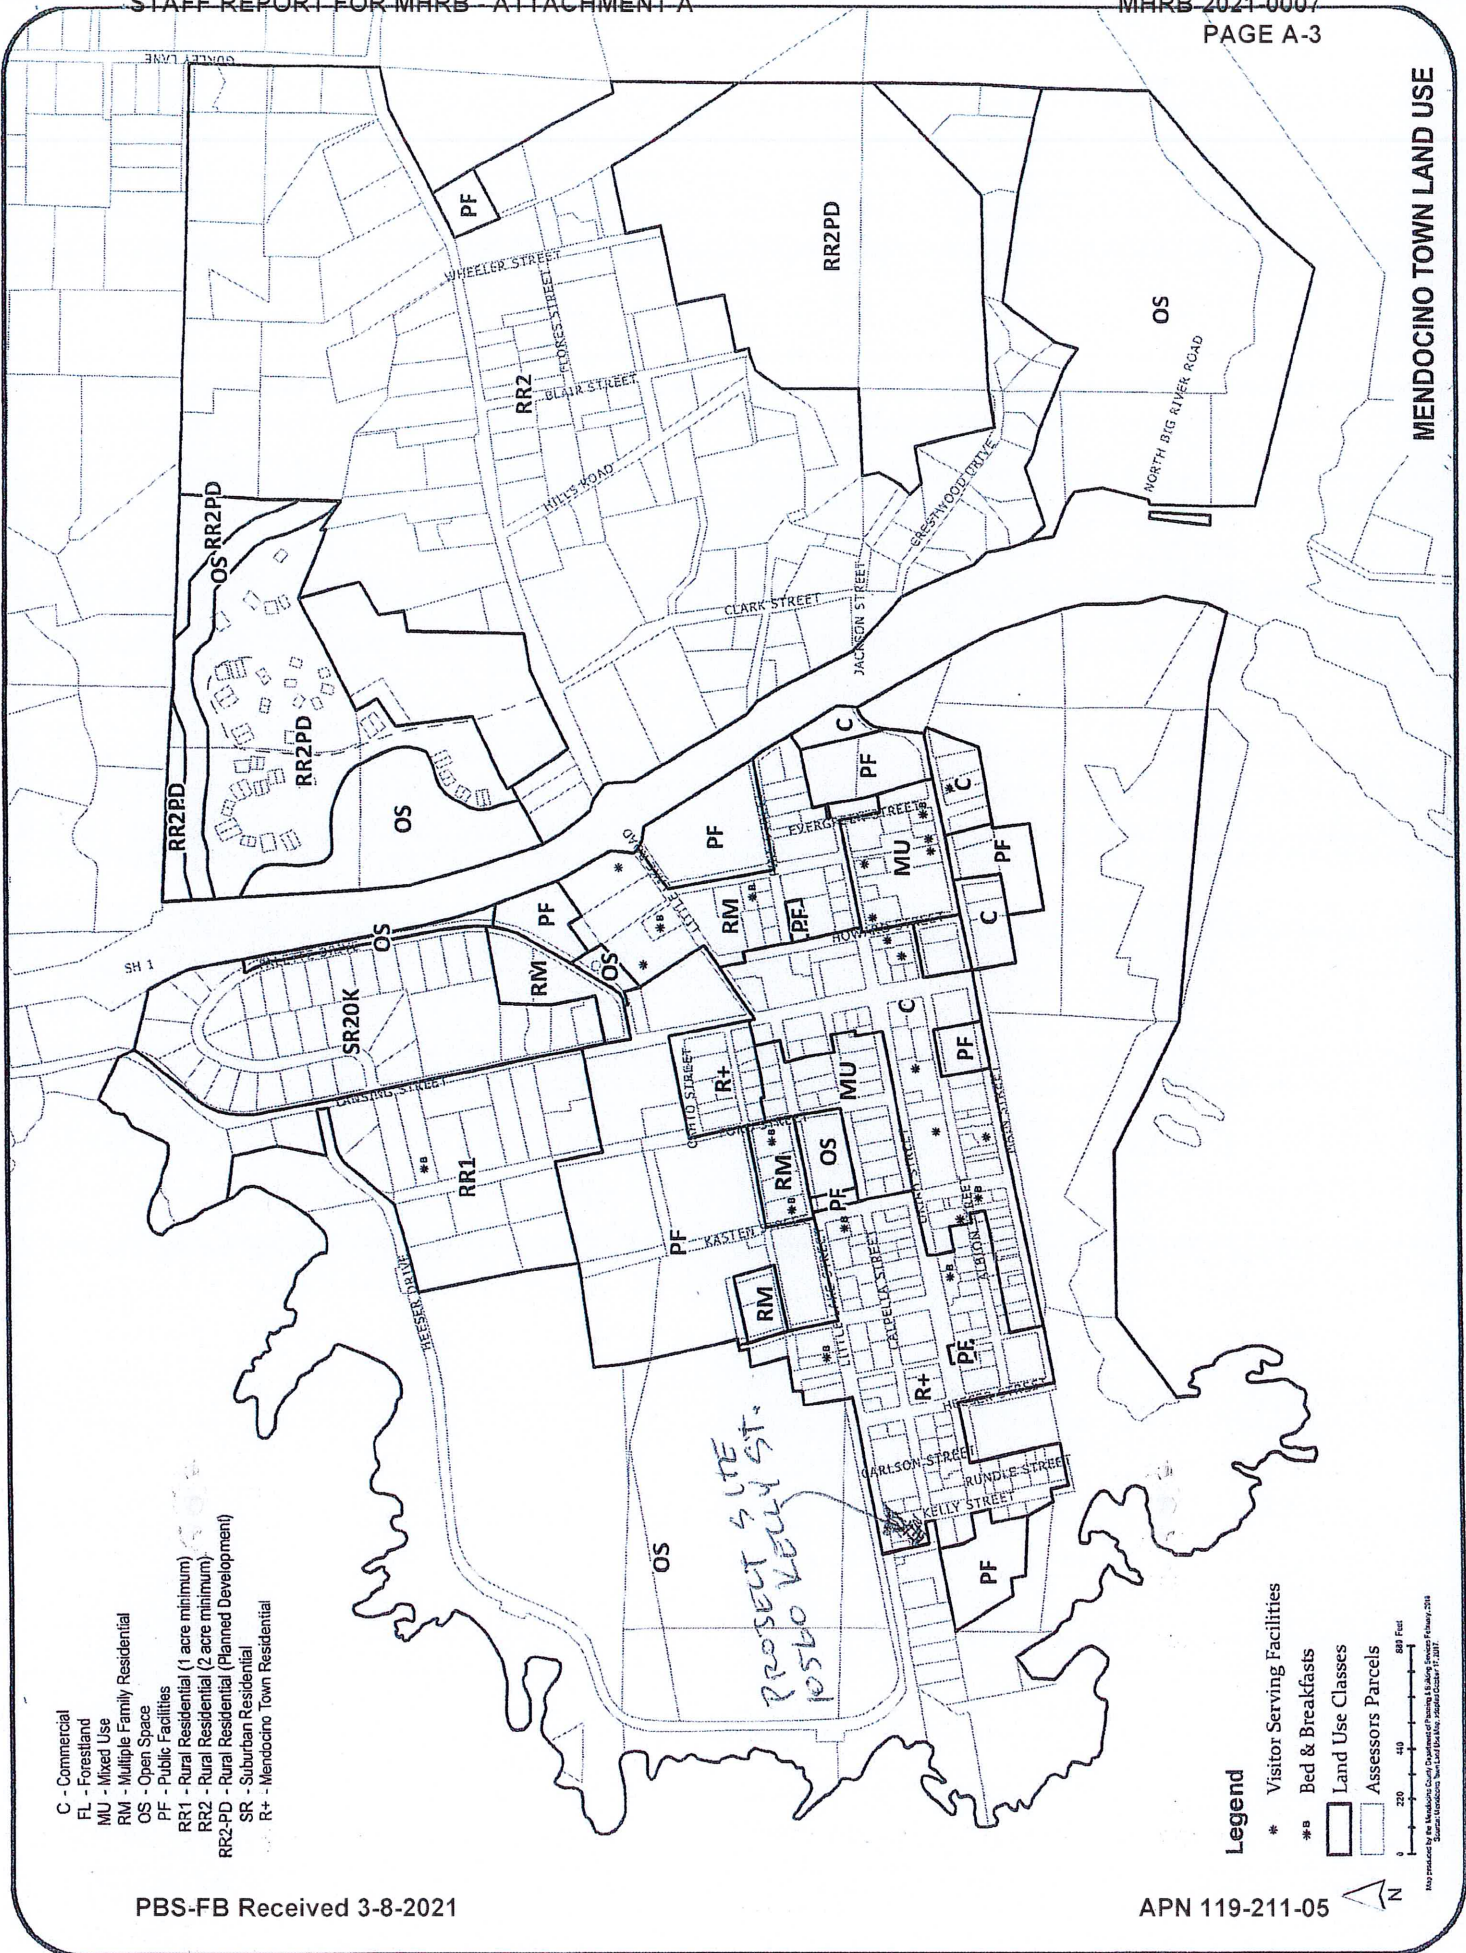 STAFF REPORT FOR MHRB - ATTACHMENT A
MHRB 2021-0007
PAGE A-3
MENDOCINO TOWN LAND USE
C - Commercial
FL - Forestland
MU - Mixed Use
RM - Multiple Family Residential
OS - Open Space
PF - Public Facilities
RR1 - Rural Residential (1 acre minimum)
RR2 - Rural Residential (2 acre minimum)
RR2-PD - Rural Residential (Planned Development)
SR - Suburban Residential
R+ - Mendocino Town Residential
GURLEY LANE
PF
WHEELER STREET
FLORES STREET
RR2
BLAIR STREET
HILLS ROAD
RR2PD
OS
NORTH BIG RIVER ROAD
CRESTWOOD DRIVE
JACKSON STREET
CLARK STREET
OS
RR2PD
RR2PD
RR2PD
OS
SH 1
OS
SR20K
LANSING STREET
RM
PF
OS
*
*B
*
PF
RM
*B
PF
EVERGREEN STREET
MU
HOWARD STREET
C
PF
C
PF
C
C
PF
R+
MU
RM
OS
PF
RR1
*B
HEESER DRIVE
PF
KASTEN
RM
LITTLE LAKE STREET
CALPELLA STREET
ALBION STREET
R+
PF
HEESER STREET
CARLSON STREET
RUNDLE STREET
KELLY STREET
PF
OS
PROJECT SITE
10560 KELLY ST.
Legend
* Visitor Serving Facilities
*B Bed & Breakfasts
Land Use Classes
Assessors Parcels
0 220 440 880 Feet
N
PBS-FB Received 3-8-2021
APN 119-211-05